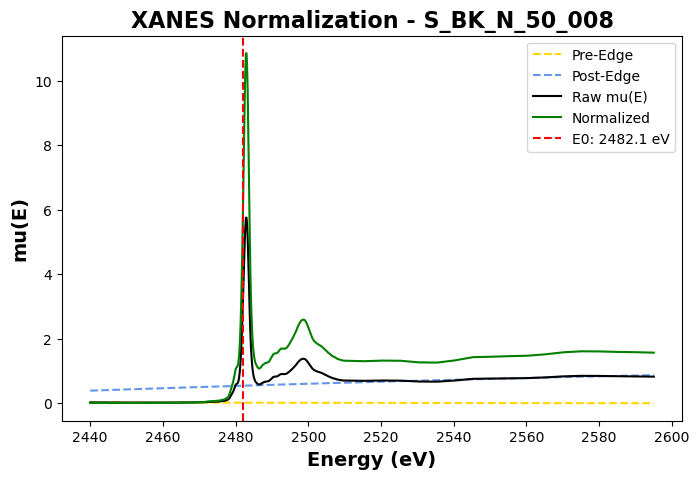 XANES Normalization - S_BK_N_50_008
mu(E)
10
8
6
4
2
0
Pre-Edge
Post-Edge
Raw mu(E)
Normalized
E0: 2482.1 eV
2440 2460 2480 2500 2520 2540 2560 2580 2600
Energy (eV)